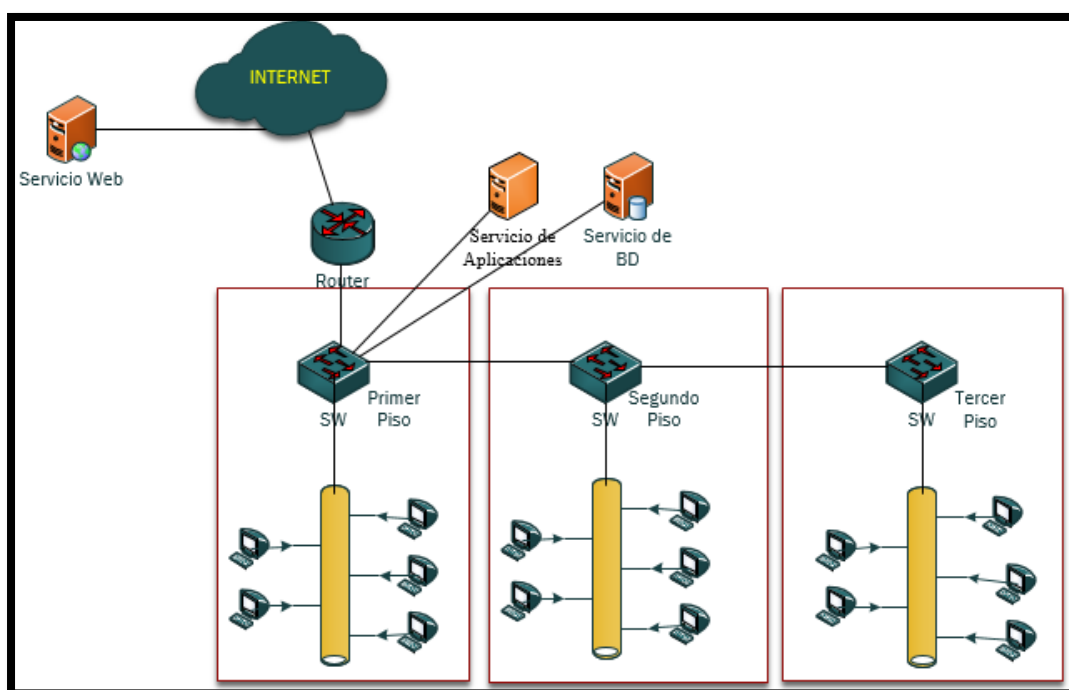 INTERNET
Servicio Web
Servicio de
Aplicaciones
Servicio de
BD
Router
Primer
Piso
SW
Segundo
Piso
SW
Tercer
Piso
SW